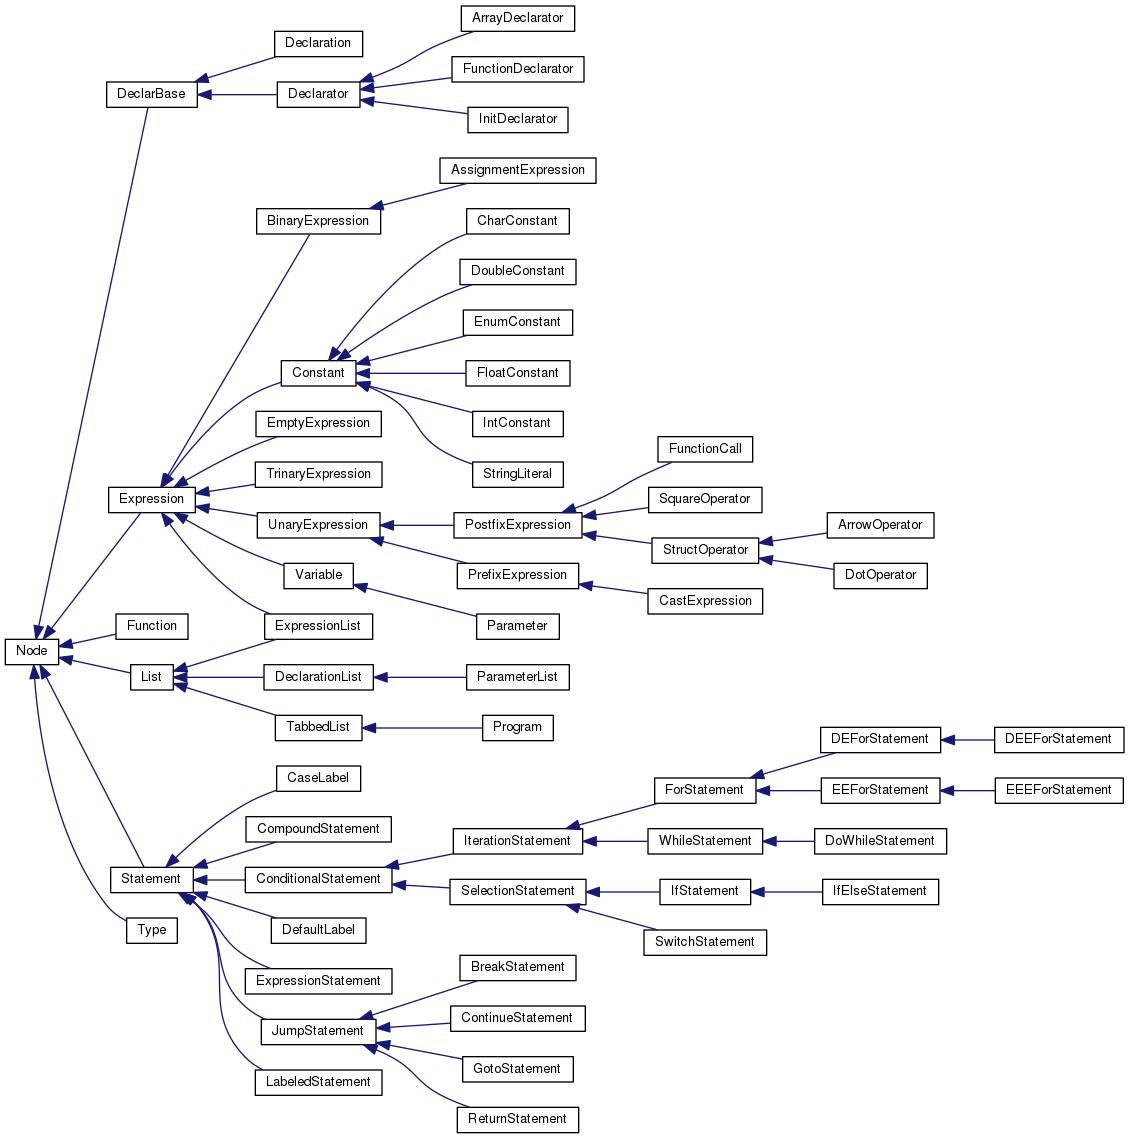 ArrayDeclarator
Declaration
FunctionDeclarator
DeclarBase
Declarator
InitDeclarator
AssignmentExpression
BinaryExpression
CharConstant
DoubleConstant
EnumConstant
Constant
FloatConstant
EmptyExpression
IntConstant
FunctionCall
TrinaryExpression
StringLiteral
Expression
SquareOperator
UnaryExpression
PostfixExpression
ArrowOperator
StructOperator
Variable
PrefixExpression
DotOperator
CastExpression
Function
ExpressionList
Parameter
Node
List
DeclarationList
ParameterList
TabbedList
Program
DEForStatement
DEEForStatement
CaseLabel
ForStatement
EEForStatement
EEEForStatement
CompoundStatement
IterationStatement
WhileStatement
DoWhileStatement
Statement
ConditionalStatement
SelectionStatement
IfStatement
IfElseStatement
Type
DefaultLabel
SwitchStatement
ExpressionStatement
BreakStatement
JumpStatement
ContinueStatement
GotoStatement
LabeledStatement
ReturnStatement